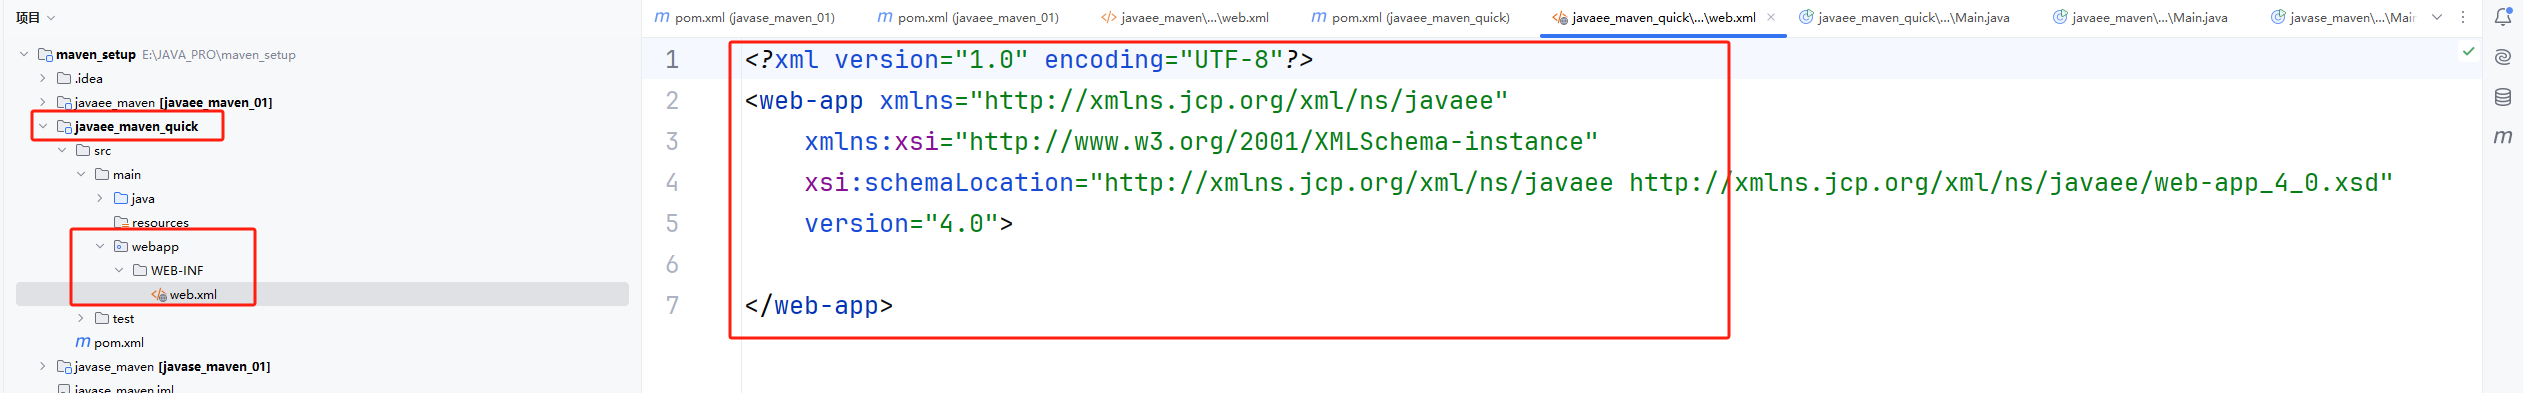 项目
maven_setup E:\JAVA_PRO\maven_setup
.idea
javaee_maven [javaee_maven_01]
javaee_maven_quick
src
main
java
resources
webapp
WEB-INF
web.xml
test
pom.xml
javase_maven [javase_maven_01]
javase_maven.iml
pom.xml (javase_maven_01) pom.xml (javaee_maven_01) javaee_maven\...\web.xml pom.xml (javaee_maven_quick) javaee_maven_quick\...\web.xml javaee_maven_quick\...\Main.java javaee_maven\...\Main.java javase_maven\...\Mai
1 <?xml version="1.0" encoding="UTF-8"?>
2 <web-app xmlns="http://xmlns.jcp.org/xml/ns/javaee"
3 xmlns:xsi="http://www.w3.org/2001/XMLSchema-instance"
4 xsi:schemaLocation="http://xmlns.jcp.org/xml/ns/javaee http://xmlns.jcp.org/xml/ns/javaee/web-app_4_0.xsd"
5 version="4.0">
6
7 </web-app>